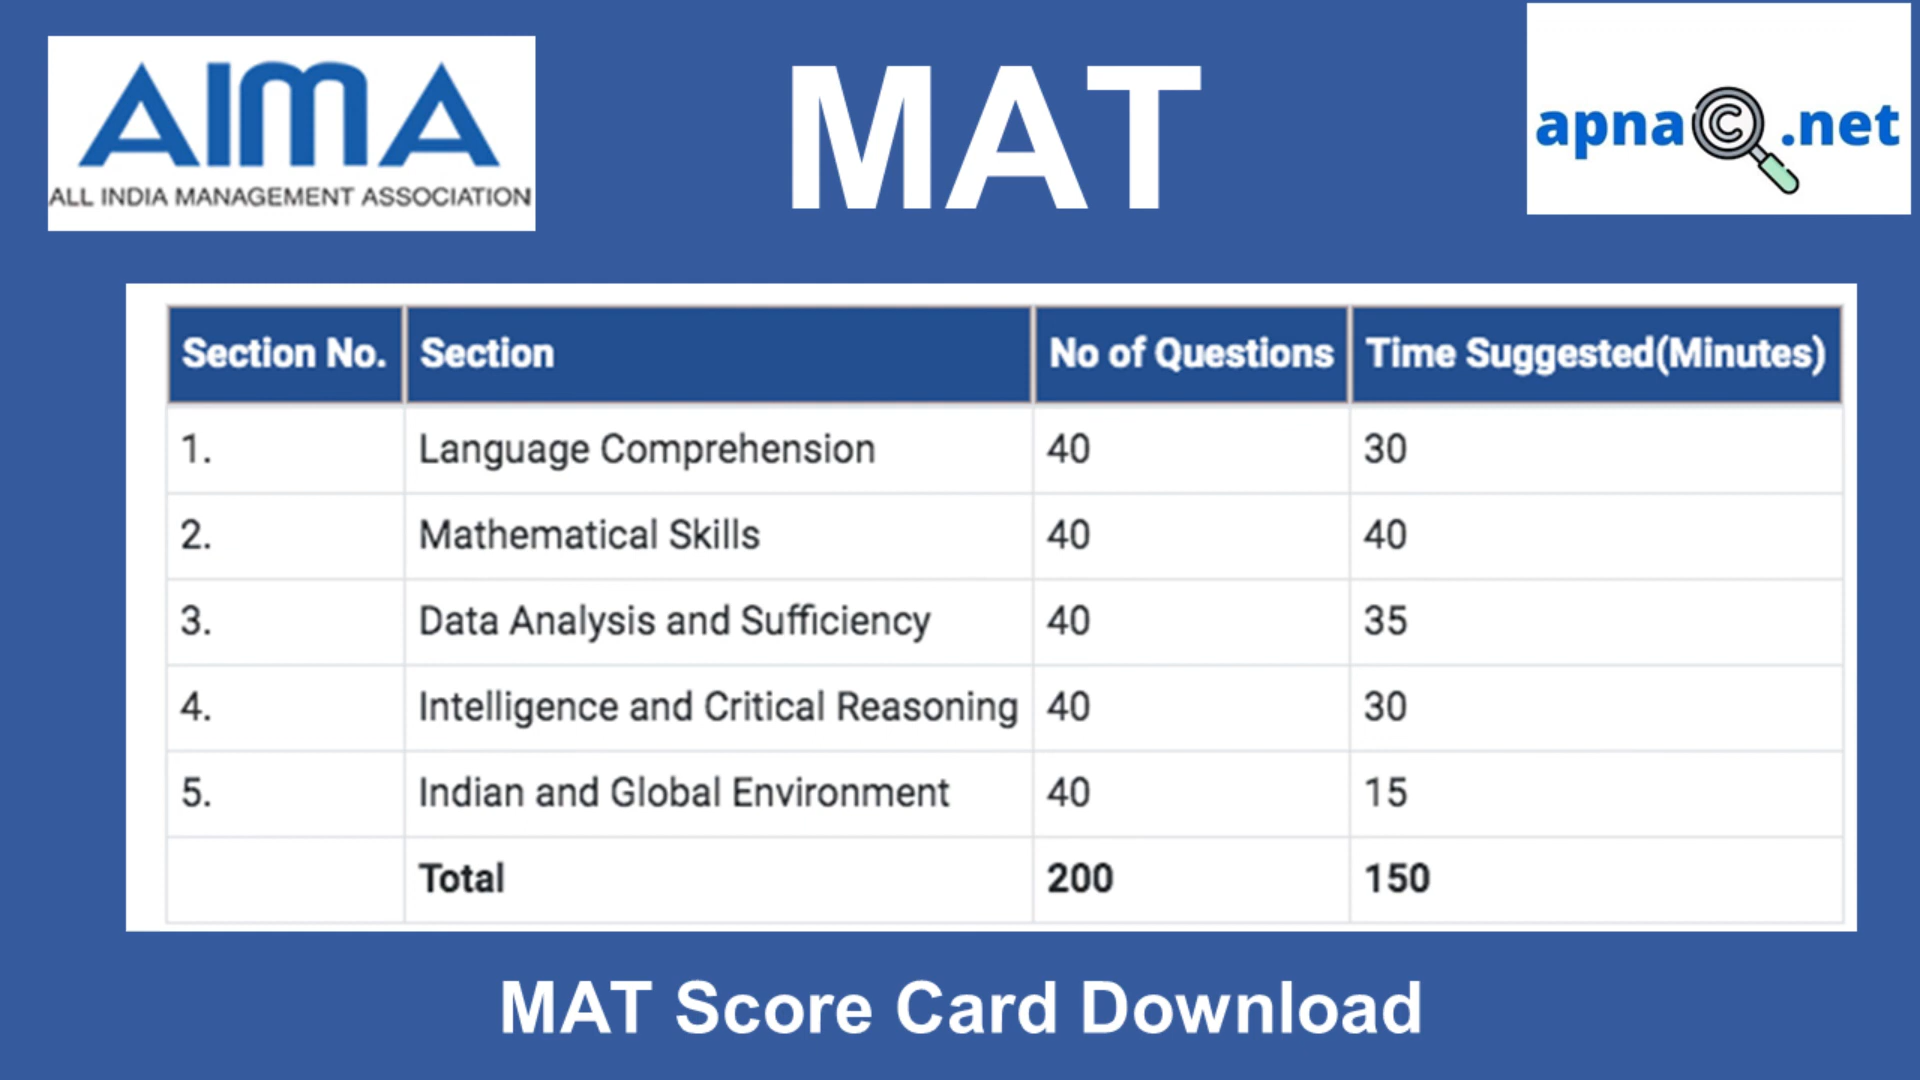 AIMA
ALL INDIA MANAGEMENT ASSOCIATION
MAT
apna©.net
Section No. Section No of Questions Time Suggested(Minutes)
1. Language Comprehension 40 30
2. Mathematical Skills 40 40
3. Data Analysis and Sufficiency 40 35
4. Intelligence and Critical Reasoning 40 30
5. Indian and Global Environment 40 15
Total 200 150
MAT Score Card Download